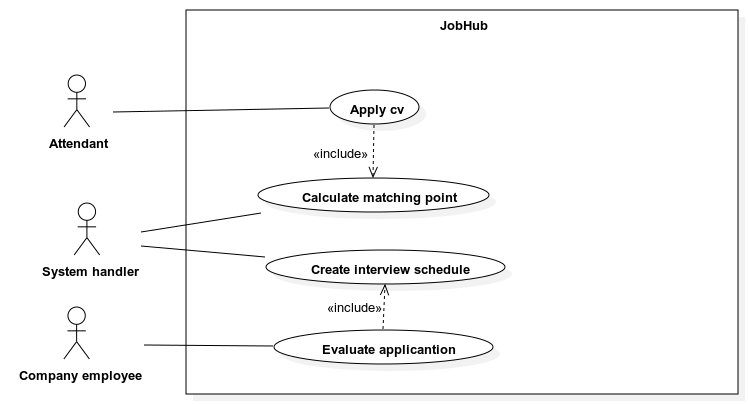 JobHub
Apply cv
Attendant
«include»
Calculate matching point
System handler
Create interview schedule
«include»
Evaluate applicantion
Company employee